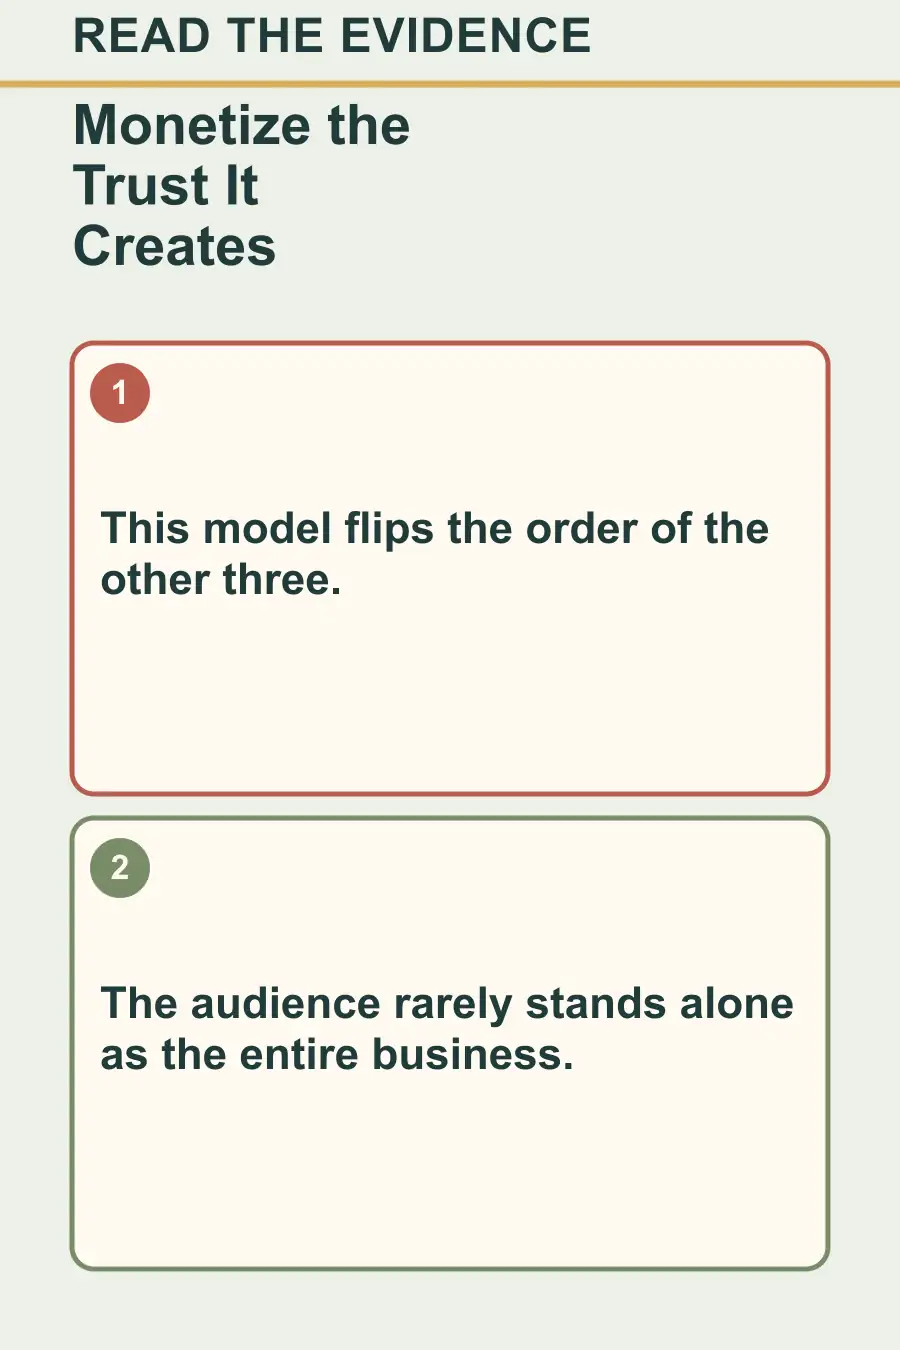 READ THE EVIDENCE
Monetize the
Trust It
Creates
1
This model flips the order of the
other three.
2
The audience rarely stands alone
as the entire business.